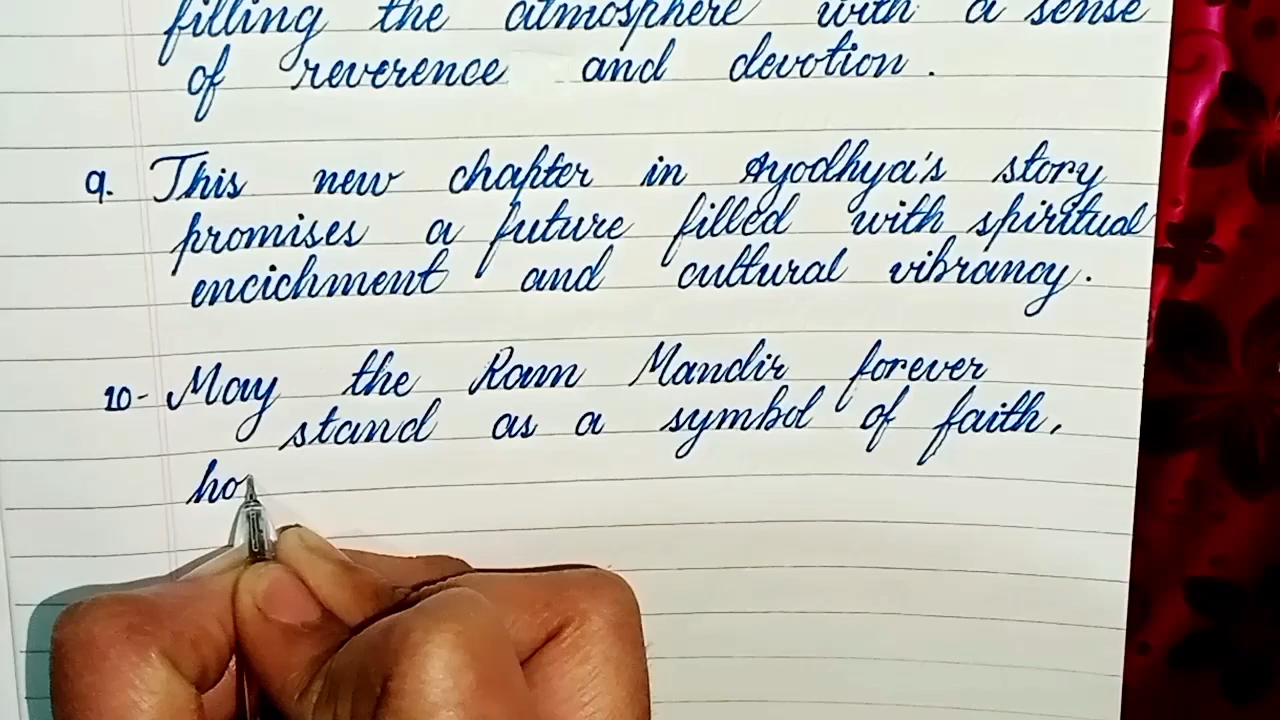 filling the atmosphere with a sense
of reverence and devotion.
9. This new chapter in Ayodhya's story
promises a future filled with spiritual
encichment and cultural vibrancy.
10- May the Ram Mandir forever
stand as a symbol of faith,
ho